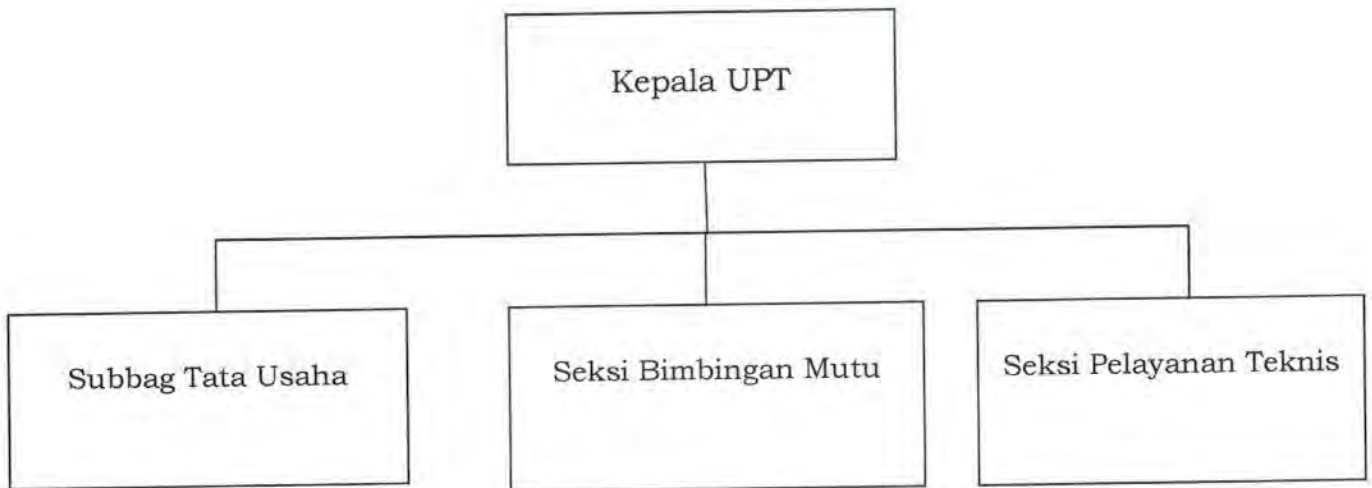 Kepala UPT
Subbag Tata Usaha
Seksi Bimbingan Mutu
Seksi Pelayanan Teknis